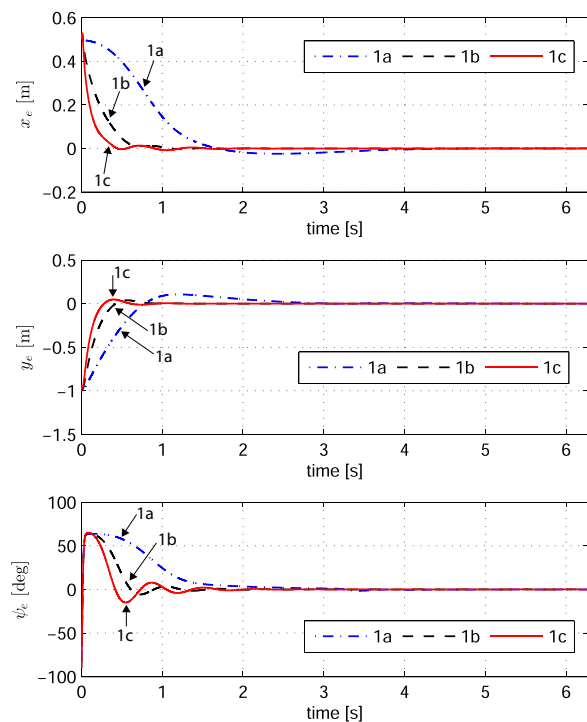 0.6
0.4
0.2
0
−0.2
x_e [m]
1a 1b 1c
1a
1b
1c
0 1 2 3 4 5 6
time [s]
0.5
0
−0.5
−1
−1.5
y_e [m]
1c
1b
1a
1a 1b 1c
0 1 2 3 4 5 6
time [s]
100
50
0
−50
−100
ψ_e [deg]
1a
1b
1c
1a 1b 1c
0 1 2 3 4 5 6
time [s]